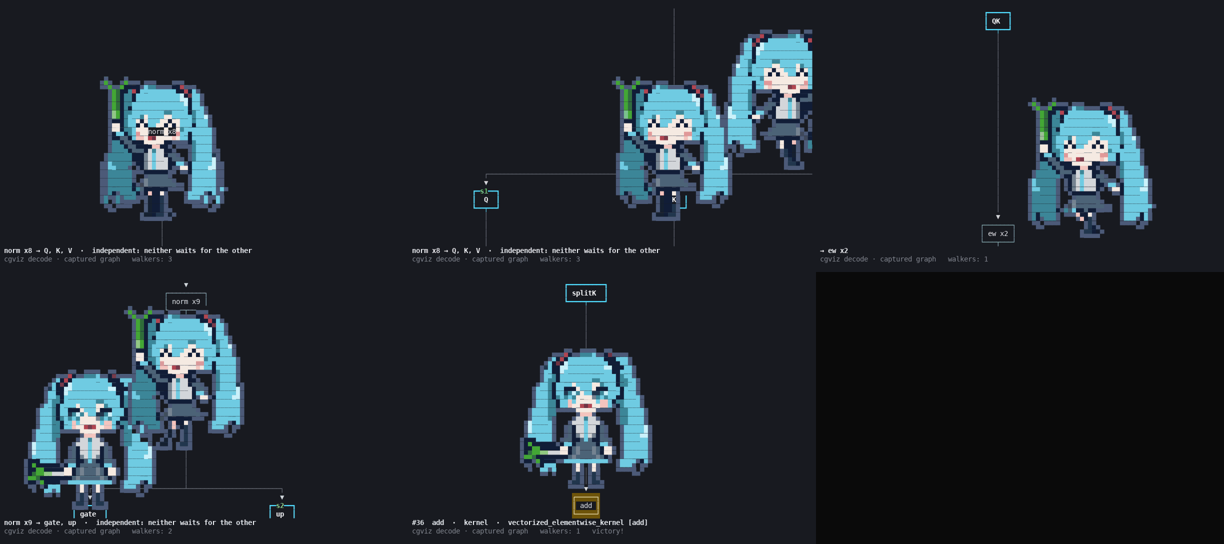 norm x8
norm x8 → Q, K, V  ·  independent: neither waits for the other
cgviz decode · captured graph   walkers: 3
s1
Q
K
norm x8 → Q, K, V  ·  independent: neither waits for the other
cgviz decode · captured graph   walkers: 3
QK
ew x2
→ ew x2
cgviz decode · captured graph   walkers: 1
norm x9
gate
s2
up
norm x9 → gate, up  ·  independent: neither waits for the other
cgviz decode · captured graph   walkers: 2
splitK
add
#36  add  ·  kernel  ·  vectorized_elementwise_kernel [add]
cgviz decode · captured graph   walkers: 1   victory!